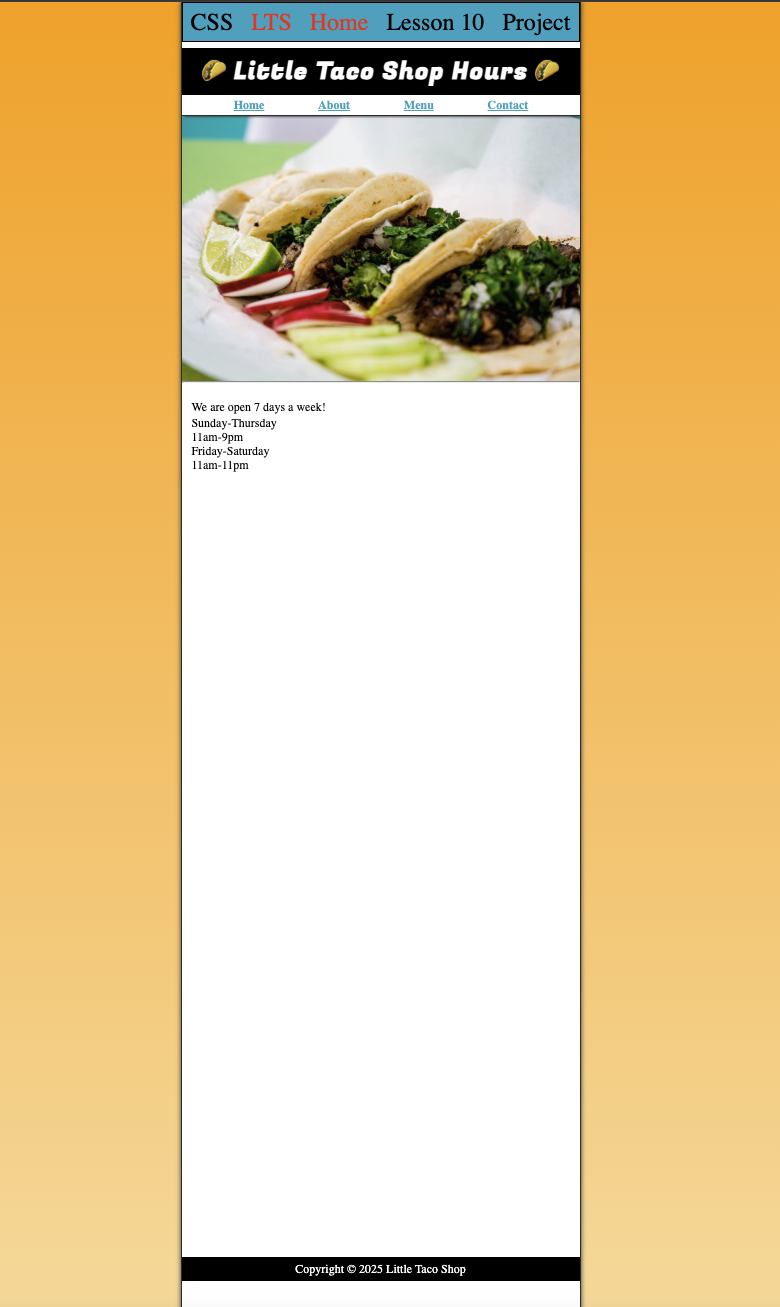 CSS LTS Home Lesson 10 Project
🌮 Little Taco Shop Hours 🌮
Home About Menu Contact
We are open 7 days a week!
Sunday-Thursday
11am-9pm
Friday-Saturday
11am-11pm
Copyright © 2025 Little Taco Shop